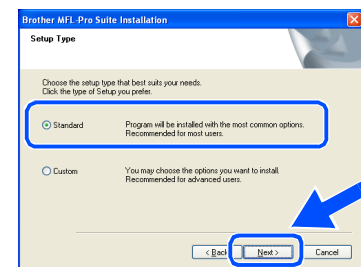 Brother MFL-Pro Suite Installation
Setup Type
Choose the setup type that best suits your needs.
Click the type of Setup you prefer.
Standard Program will be installed with the most common options.
Recommended for most users.
Custom You may choose the options you want to install.
Recommended for advanced users.
< Back Next > Cancel